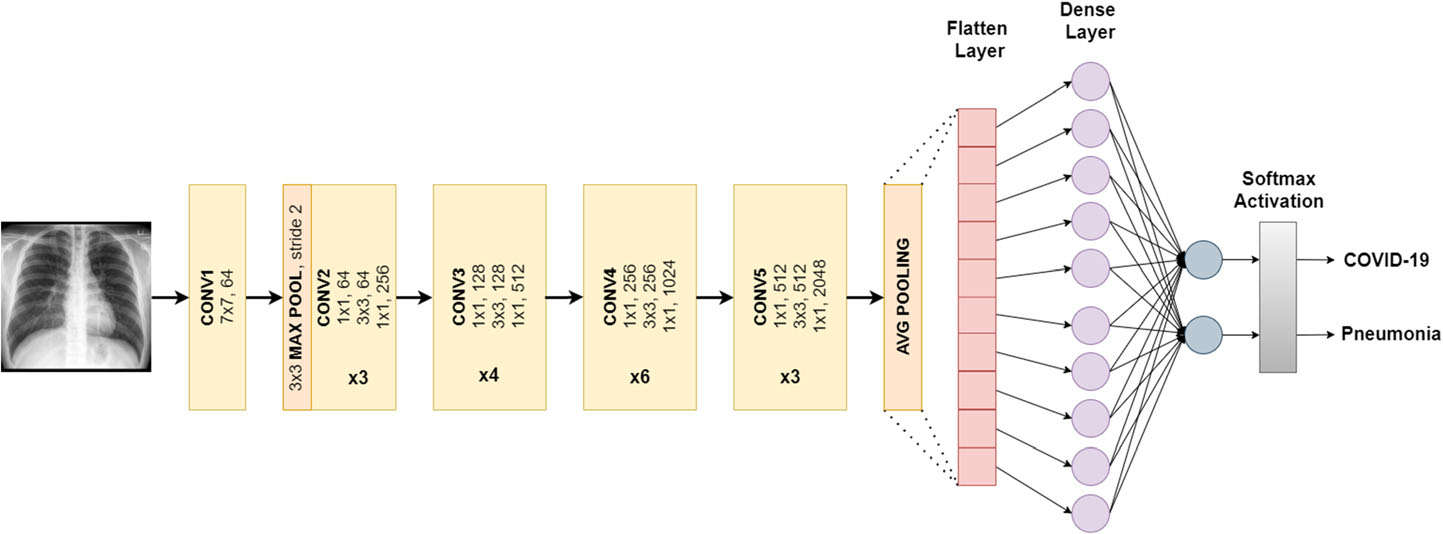 CONV1
7x7, 64
3x3 MAX POOL, stride 2
CONV2
1x1, 64
3x3, 64
1x1, 256
x3
CONV3
1x1, 128
3x3, 128
1x1, 512
x4
CONV4
1x1, 256
3x3, 256
1x1, 1024
x6
CONV5
1x1, 512
3x3, 512
1x1, 2048
x3
AVG POOLING
Flatten
Layer
Dense
Layer
Softmax
Activation
COVID-19
Pneumonia